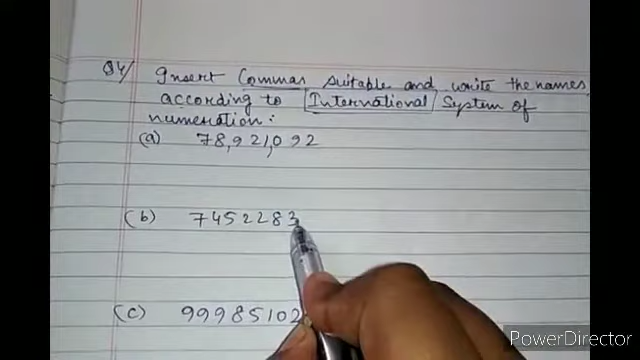 Q4/ Insert Commas suitable and write the names
according to International System of
numeration:
(a) 78,921,092
(b) 7452283
(c) 99985102
PowerDirector